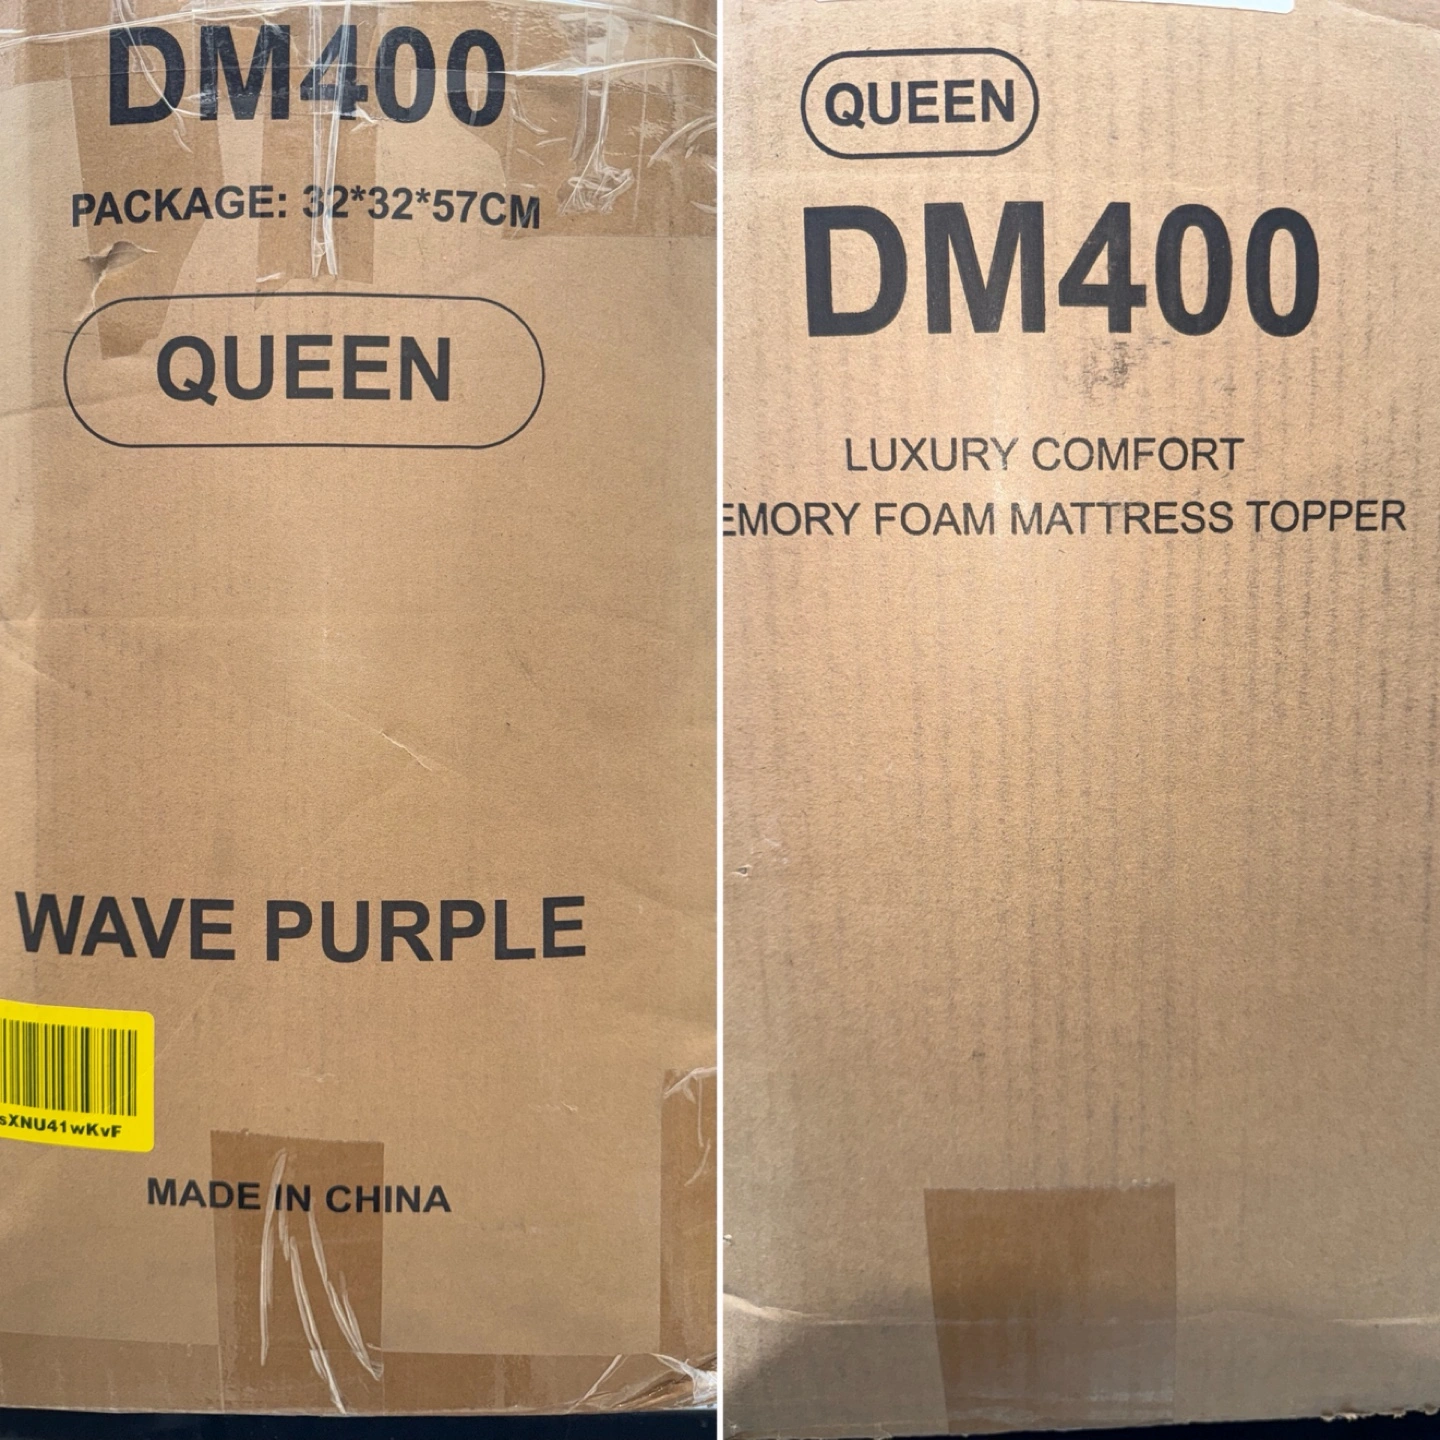 DM400
PACKAGE: 32*32*57CM
QUEEN
WAVE PURPLE
sXNU41wKvF
MADE IN CHINA
QUEEN
DM400
LUXURY COMFORT
EMORY FOAM MATTRESS TOPPER